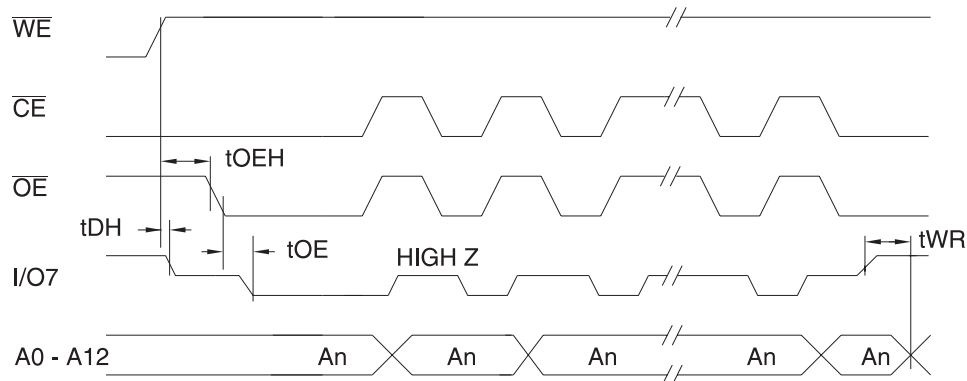 WE
CE
tOEH
OE
tDH
tOE
HIGH Z
tWR
I/O7
A0 - A12 An An An An An